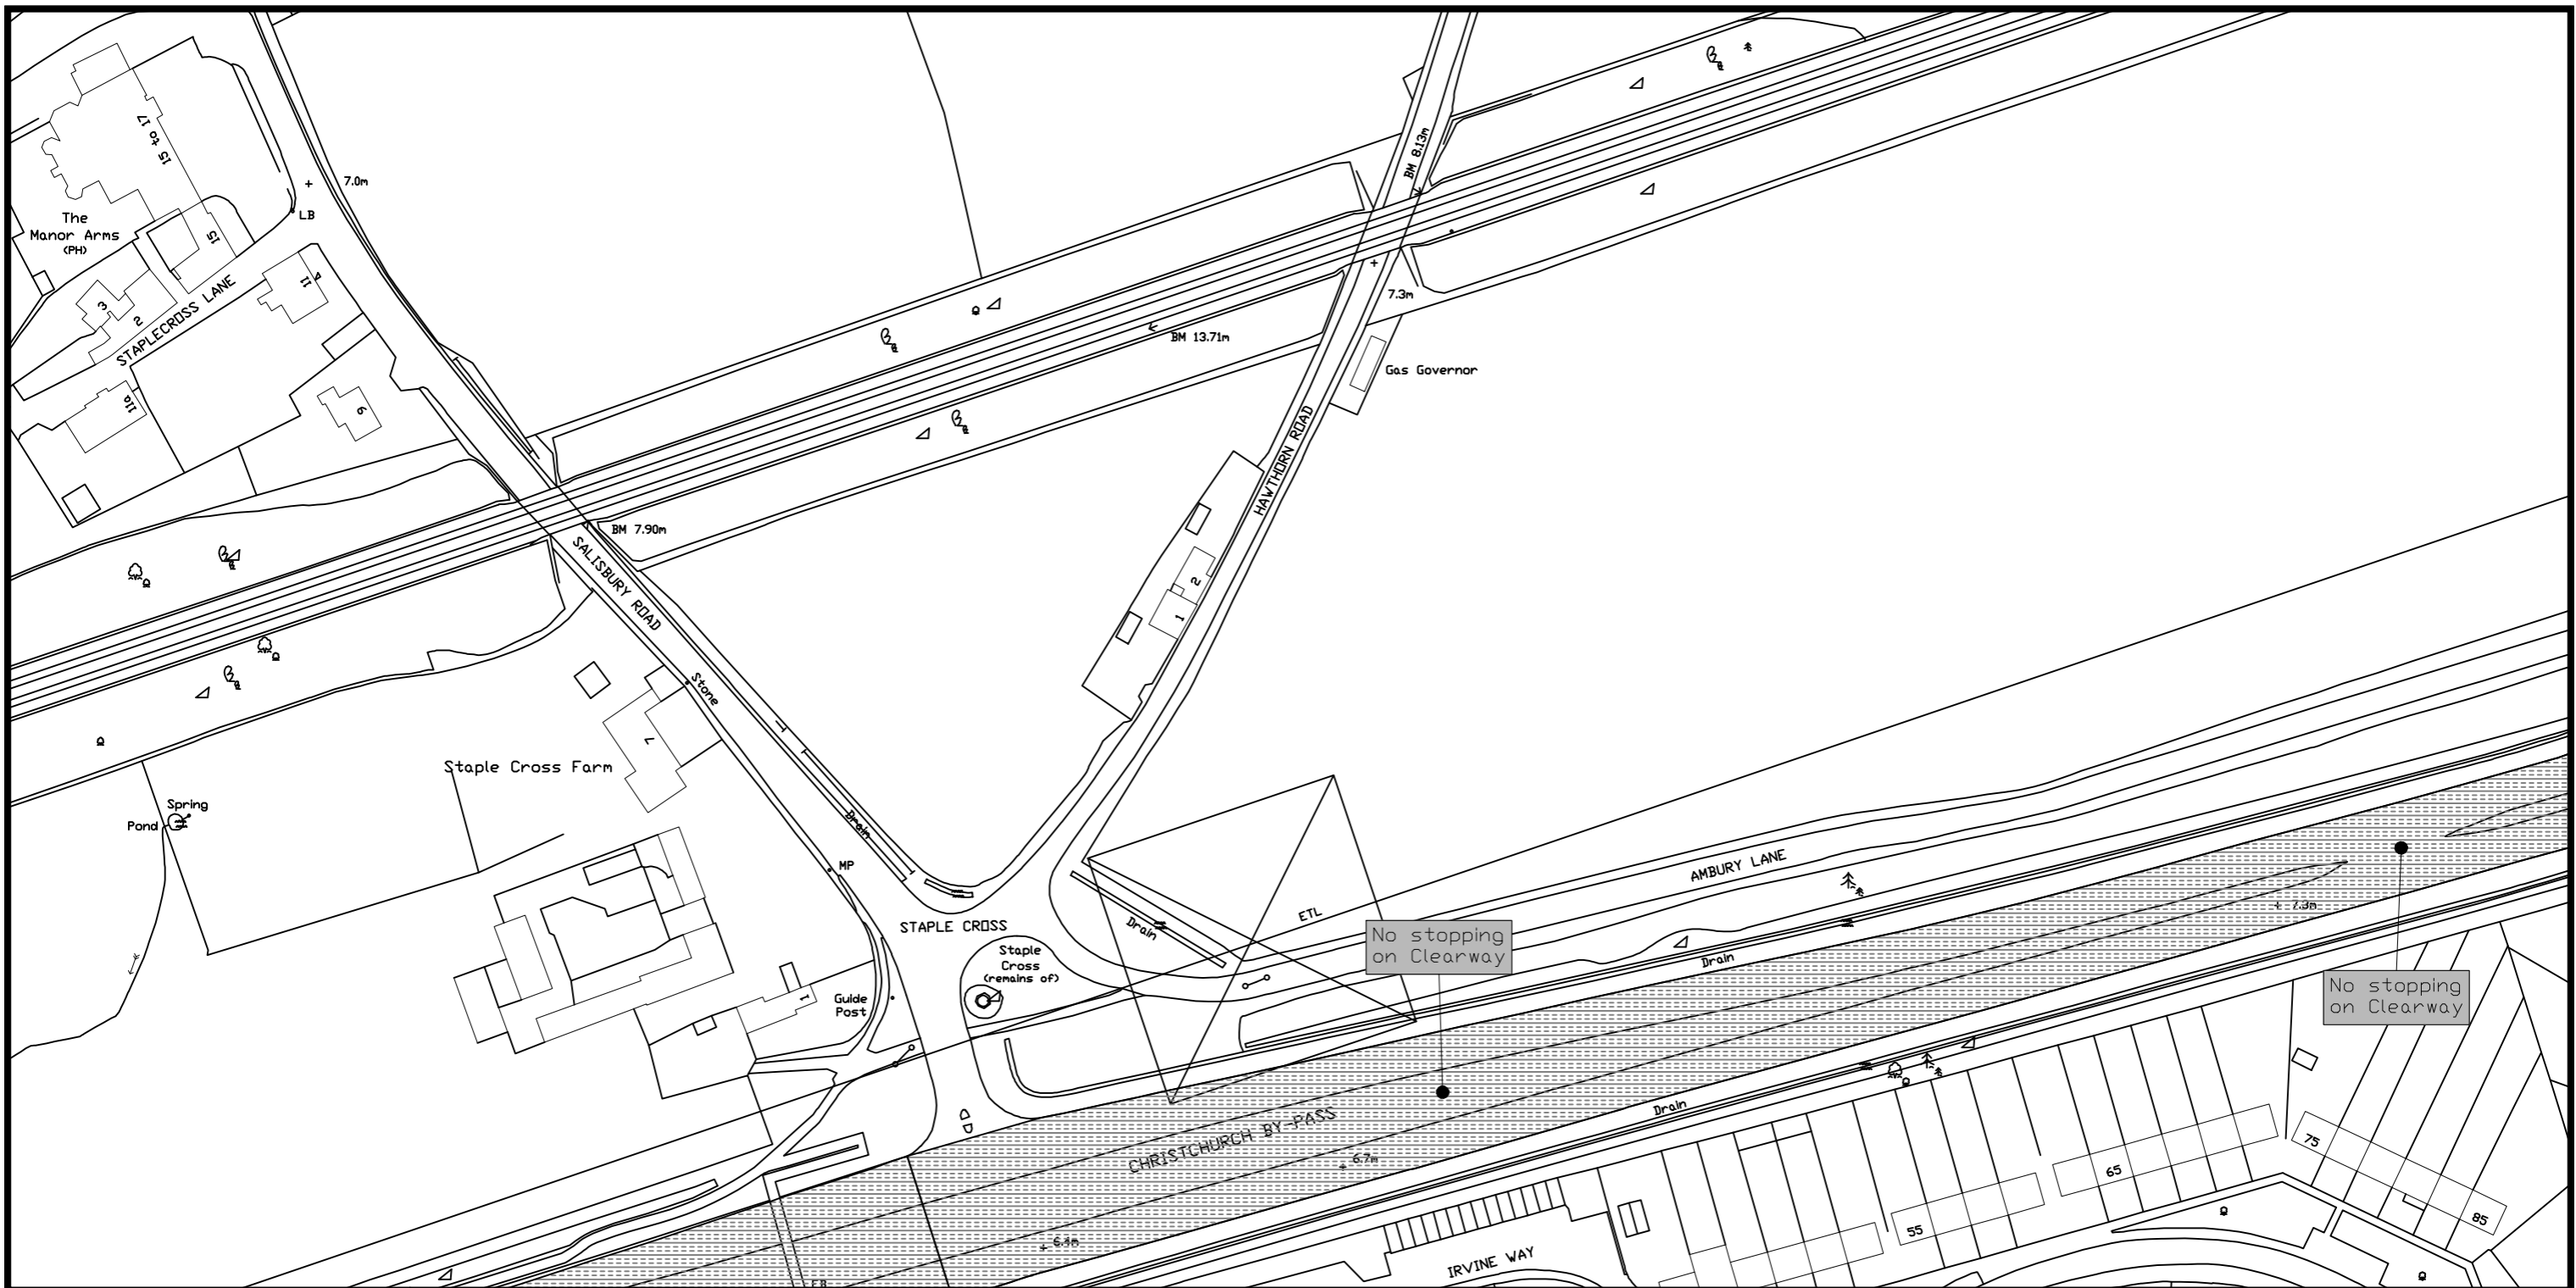 15 to 17
7.0m
LB
The
Manor Arms
(PH)
15
11
3
2
STAPLECROSS LANE
11a
9
BM 8.13m
7.3m
BM 13.71m
Gas Governor
HAWTHORN ROAD
BM 7.90m
SALISBURY ROAD
2
1
Stone
7
Staple Cross Farm
Spring
Pond
Drain
MP
STAPLE CROSS
Staple
Cross
(remains of)
Guide
Post
1
Drain
ETL
AMBURY LANE
No stopping
on Clearway
Drain
7.3m
No stopping
on Clearway
CHRISTCHURCH BY-PASS
6.7m
Drain
6.4m
FB
IRVINE WAY
55
65
75
85